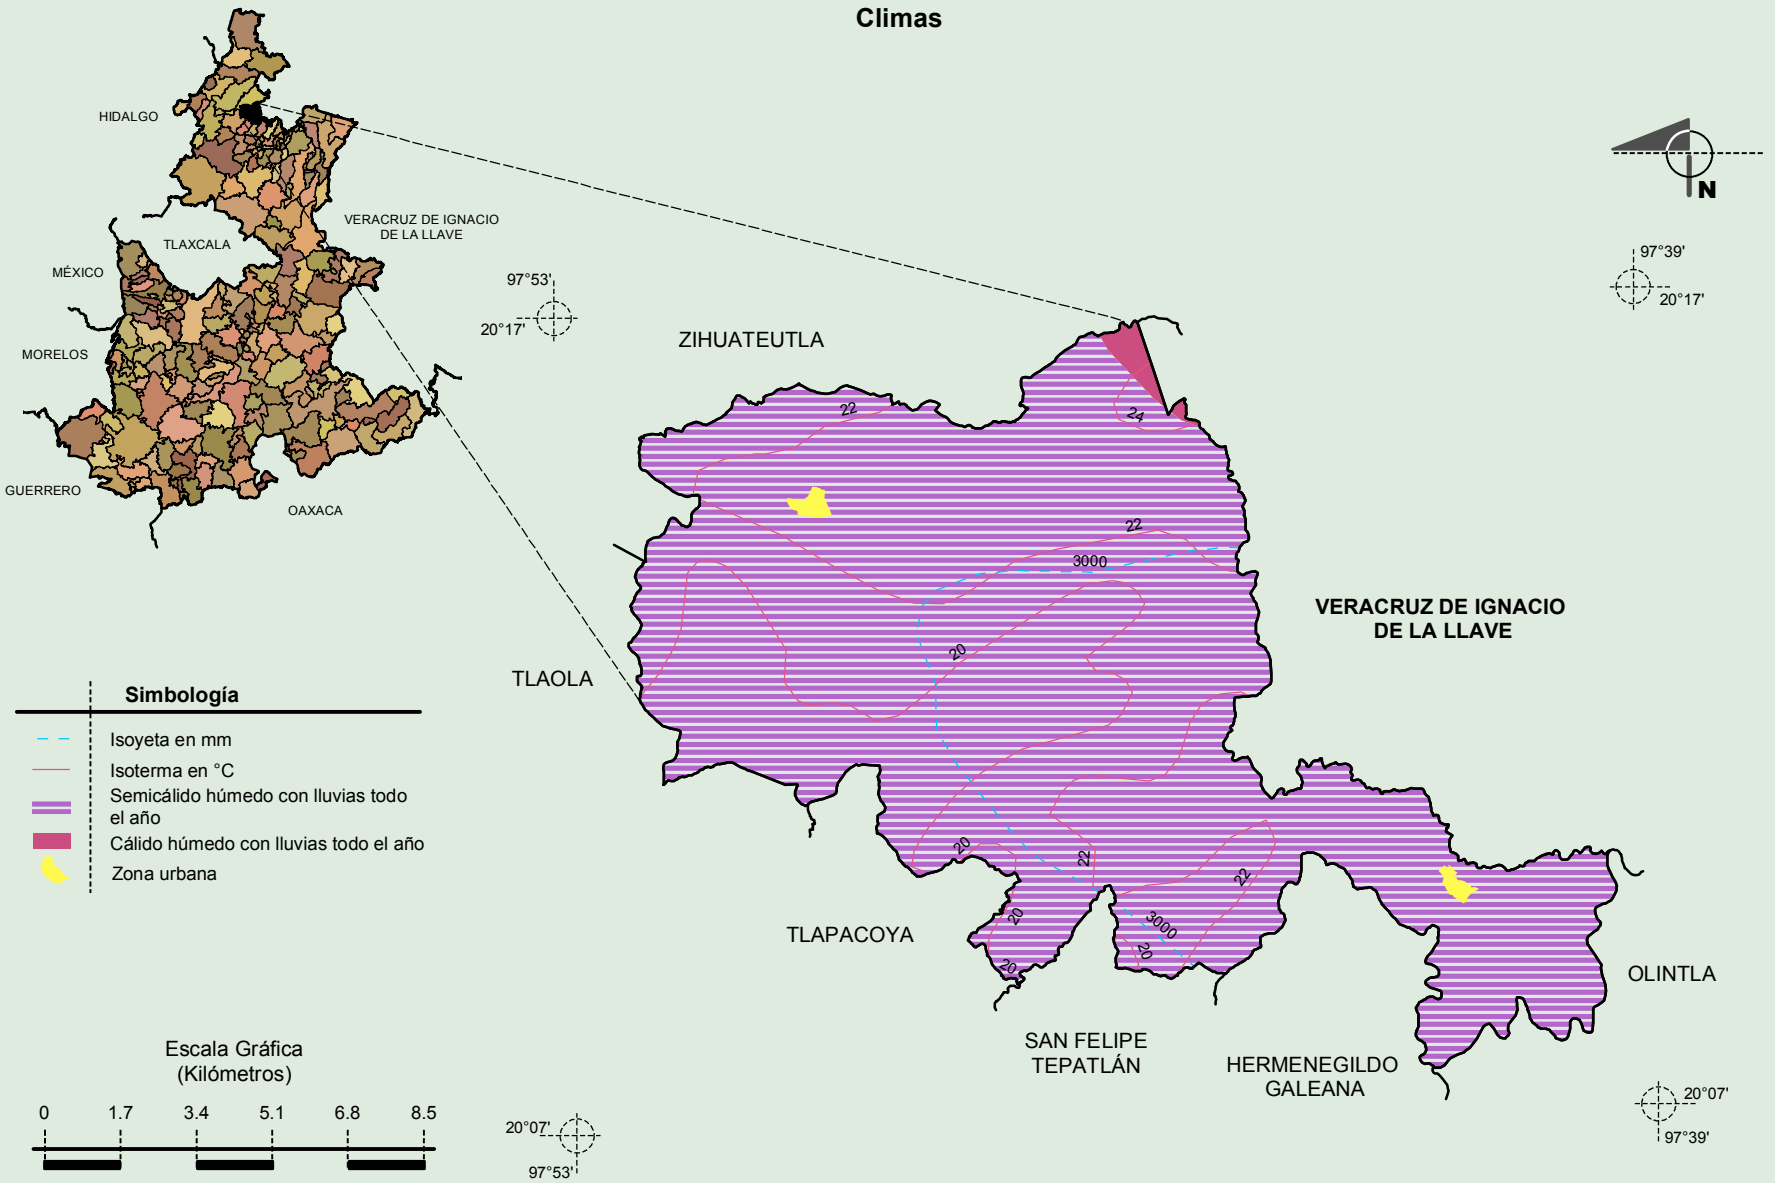 Climas
HIDALGO
TLAXCALA
VERACRUZ DE IGNACIO
DE LA LLAVE
MÉXICO
MORELOS
GUERRERO
OAXACA
N
97°53'
20°17'
97°39'
20°17'
ZIHUATEUTLA
22
24
22
3000
20
VERACRUZ DE IGNACIO
DE LA LLAVE
TLAOLA
20
22
22
20
3000
20
20
TLAPACOYA
OLINTLA
SAN FELIPE
TEPATLÁN
HERMENEGILDO
GALEANA
Simbología
Isoyeta en mm
Isoterma en °C
Semicálido húmedo con lluvias todo
el año
Cálido húmedo con lluvias todo el año
Zona urbana
Escala Gráfica
(Kilómetros)
0 1.7 3.4 5.1 6.8 8.5
20°07'
97°53'
20°07'
97°39'